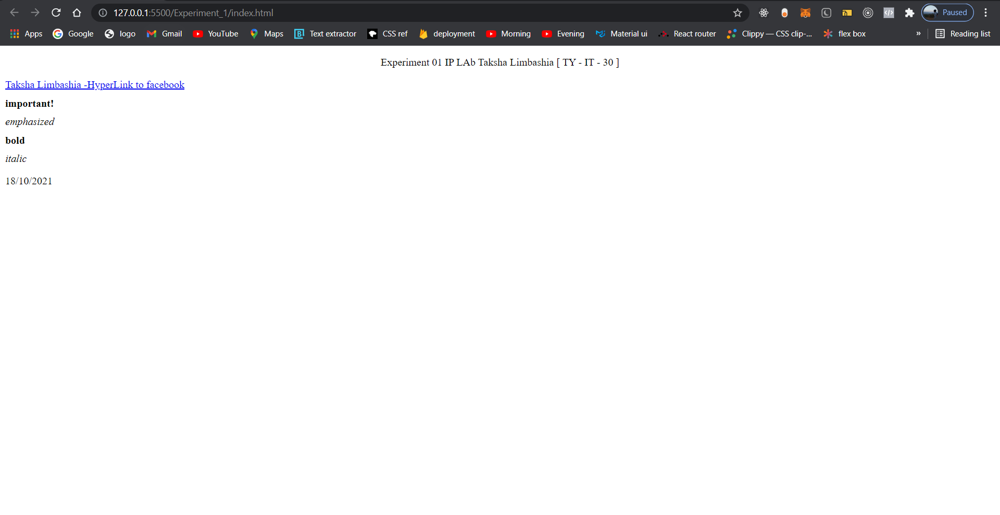 127.0.0.1:5500/Experiment_1/index.html Paused
Apps Google logo Gmail YouTube Maps Text extractor CSS ref deployment Morning Evening Material ui React router Clippy — CSS clip-... flex box » Reading list
Experiment 01 IP LAb Taksha Limbashia [ TY - IT - 30 ]
Taksha Limbashia -HyperLink to facebook
important!
emphasized
bold
italic
18/10/2021